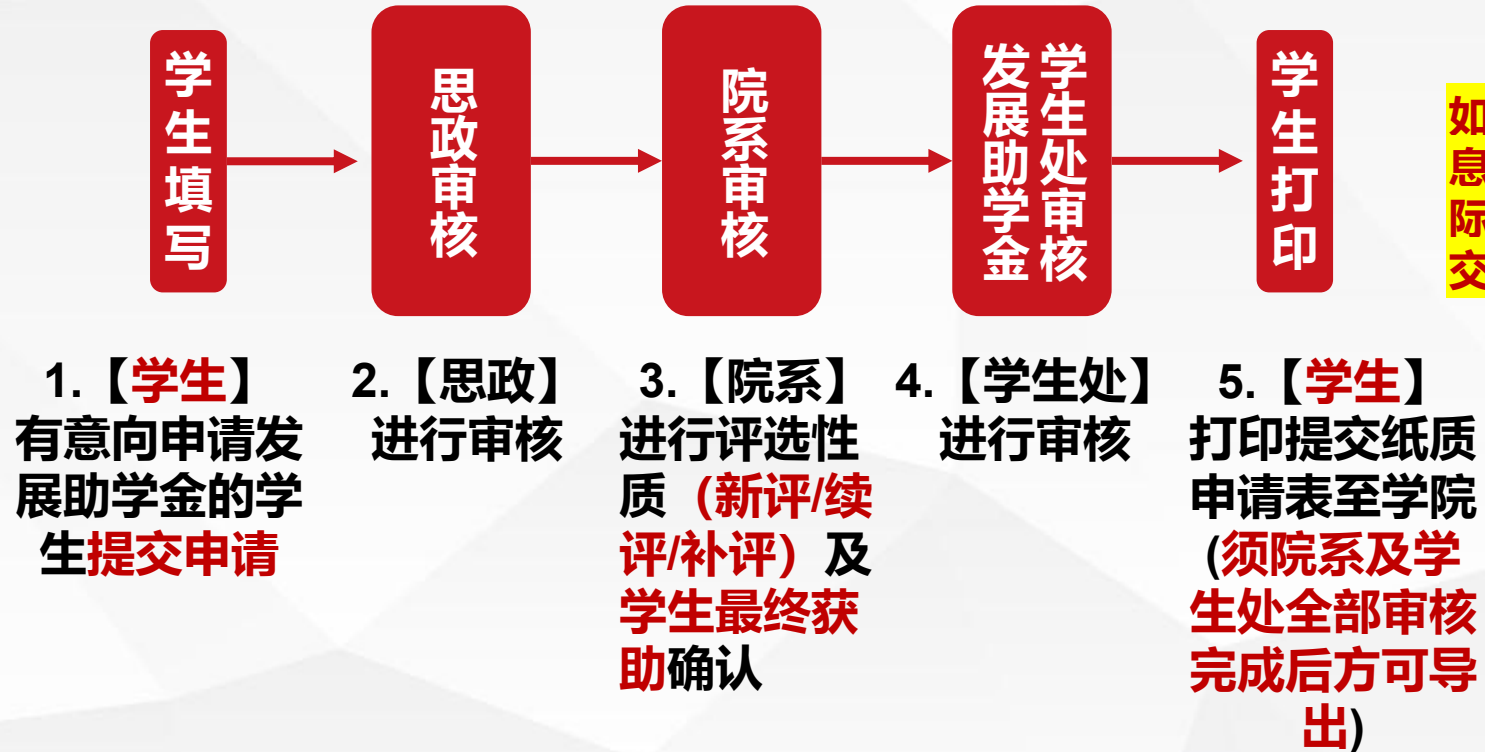 学生填写
思政审核
院系审核
学生处审核
发展助学金
学生打印
如
息
际
交
1.【学生】
有意向申请发
展助学金的学
生提交申请
2.【思政】
进行审核
3.【院系】
进行评选性
质（新评/续
评/补评）及
学生最终获
助确认
4.【学生处】
进行审核
5.【学生】
打印提交纸质
申请表至学院
(须院系及学
生处全部审核
完成后方可导
出)